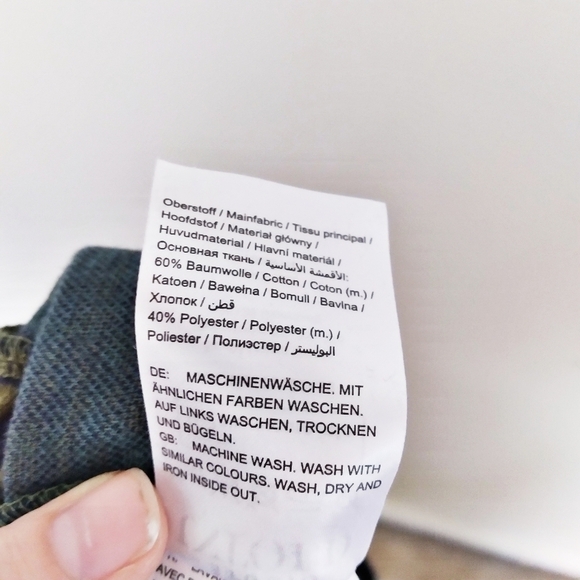 Oberstoff / Mainfabric / Tissu principal /
Hoofdstof / Materiał główny /
Huvudmaterial / Hlavní materiál /
Основная ткань / الأقمشة الأساسية:
60% Baumwolle / Cotton / Coton (m.) /
Katoen / Bawełna / Bomull / Bavlna /
Хлопок / قطن
40% Polyester / Polyester (m.) /
Poliester / Полиэстер / البوليستر
DE: MASCHINENWÄSCHE. MIT
ÄHNLICHEN FARBEN WASCHEN.
AUF LINKS WASCHEN, TROCKNEN
UND BÜGELN.
GB: MACHINE WASH. WASH WITH
SIMILAR COLOURS. WASH, DRY AND
IRON INSIDE OUT.
AVEC